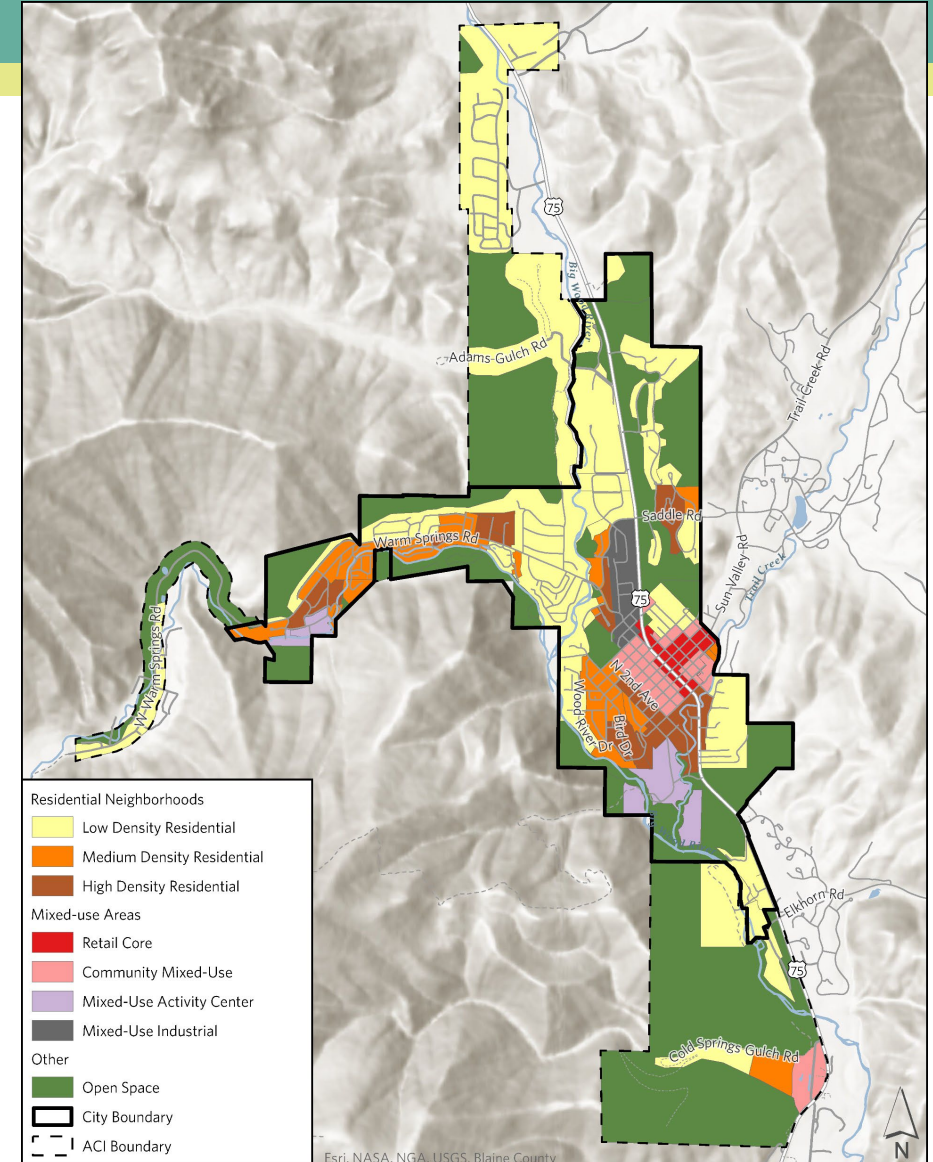 75
Big Wood River
Adams Gulch Rd
Trail Creek Rd
Saddle Rd
Warm Springs Rd
Sun Valley Rd
Trail Creek
75
W Warm Springs Rd
N 2nd Ave
Wood River Dr
Bird Dr
Elkhorn Rd
75
Cold Springs Gulch Rd
Residential Neighborhoods
Low Density Residential
Medium Density Residential
High Density Residential
Mixed-use Areas
Retail Core
Community Mixed-Use
Mixed-Use Activity Center
Mixed-Use Industrial
Other
Open Space
City Boundary
ACI Boundary
Esri, NASA, NGA, USGS, Blaine County
N